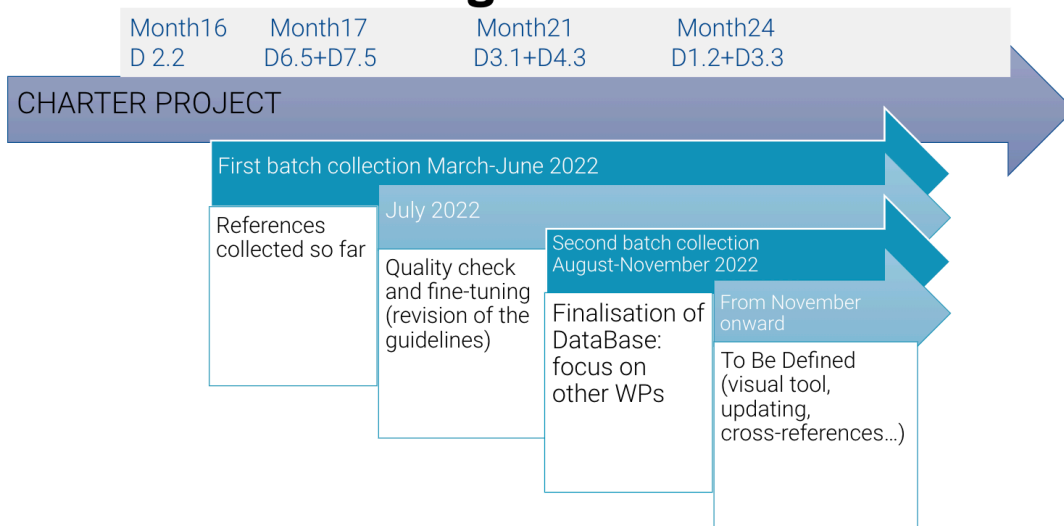 Month16 Month17 Month21 Month24
D 2.2 D6.5+D7.5 D3.1+D4.3 D1.2+D3.3
CHARTER PROJECT
First batch collection March-June 2022
References
collected so far
July 2022
Quality check
and fine-tuning
(revision of the
guidelines)
Second batch collection
August-November 2022
Finalisation of
DataBase:
focus on
other WPs
From November
onward
To Be Defined
(visual tool,
updating,
cross-references…)